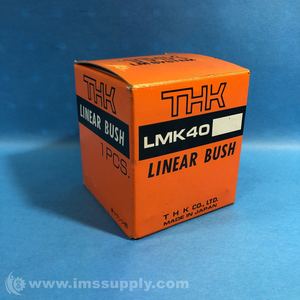 THK
LINEAR BUSH
1 PCS.
THK
LMK40
LINEAR BUSH
T H K CO., LTD.
MADE IN JAPAN
© www.imssupply.com